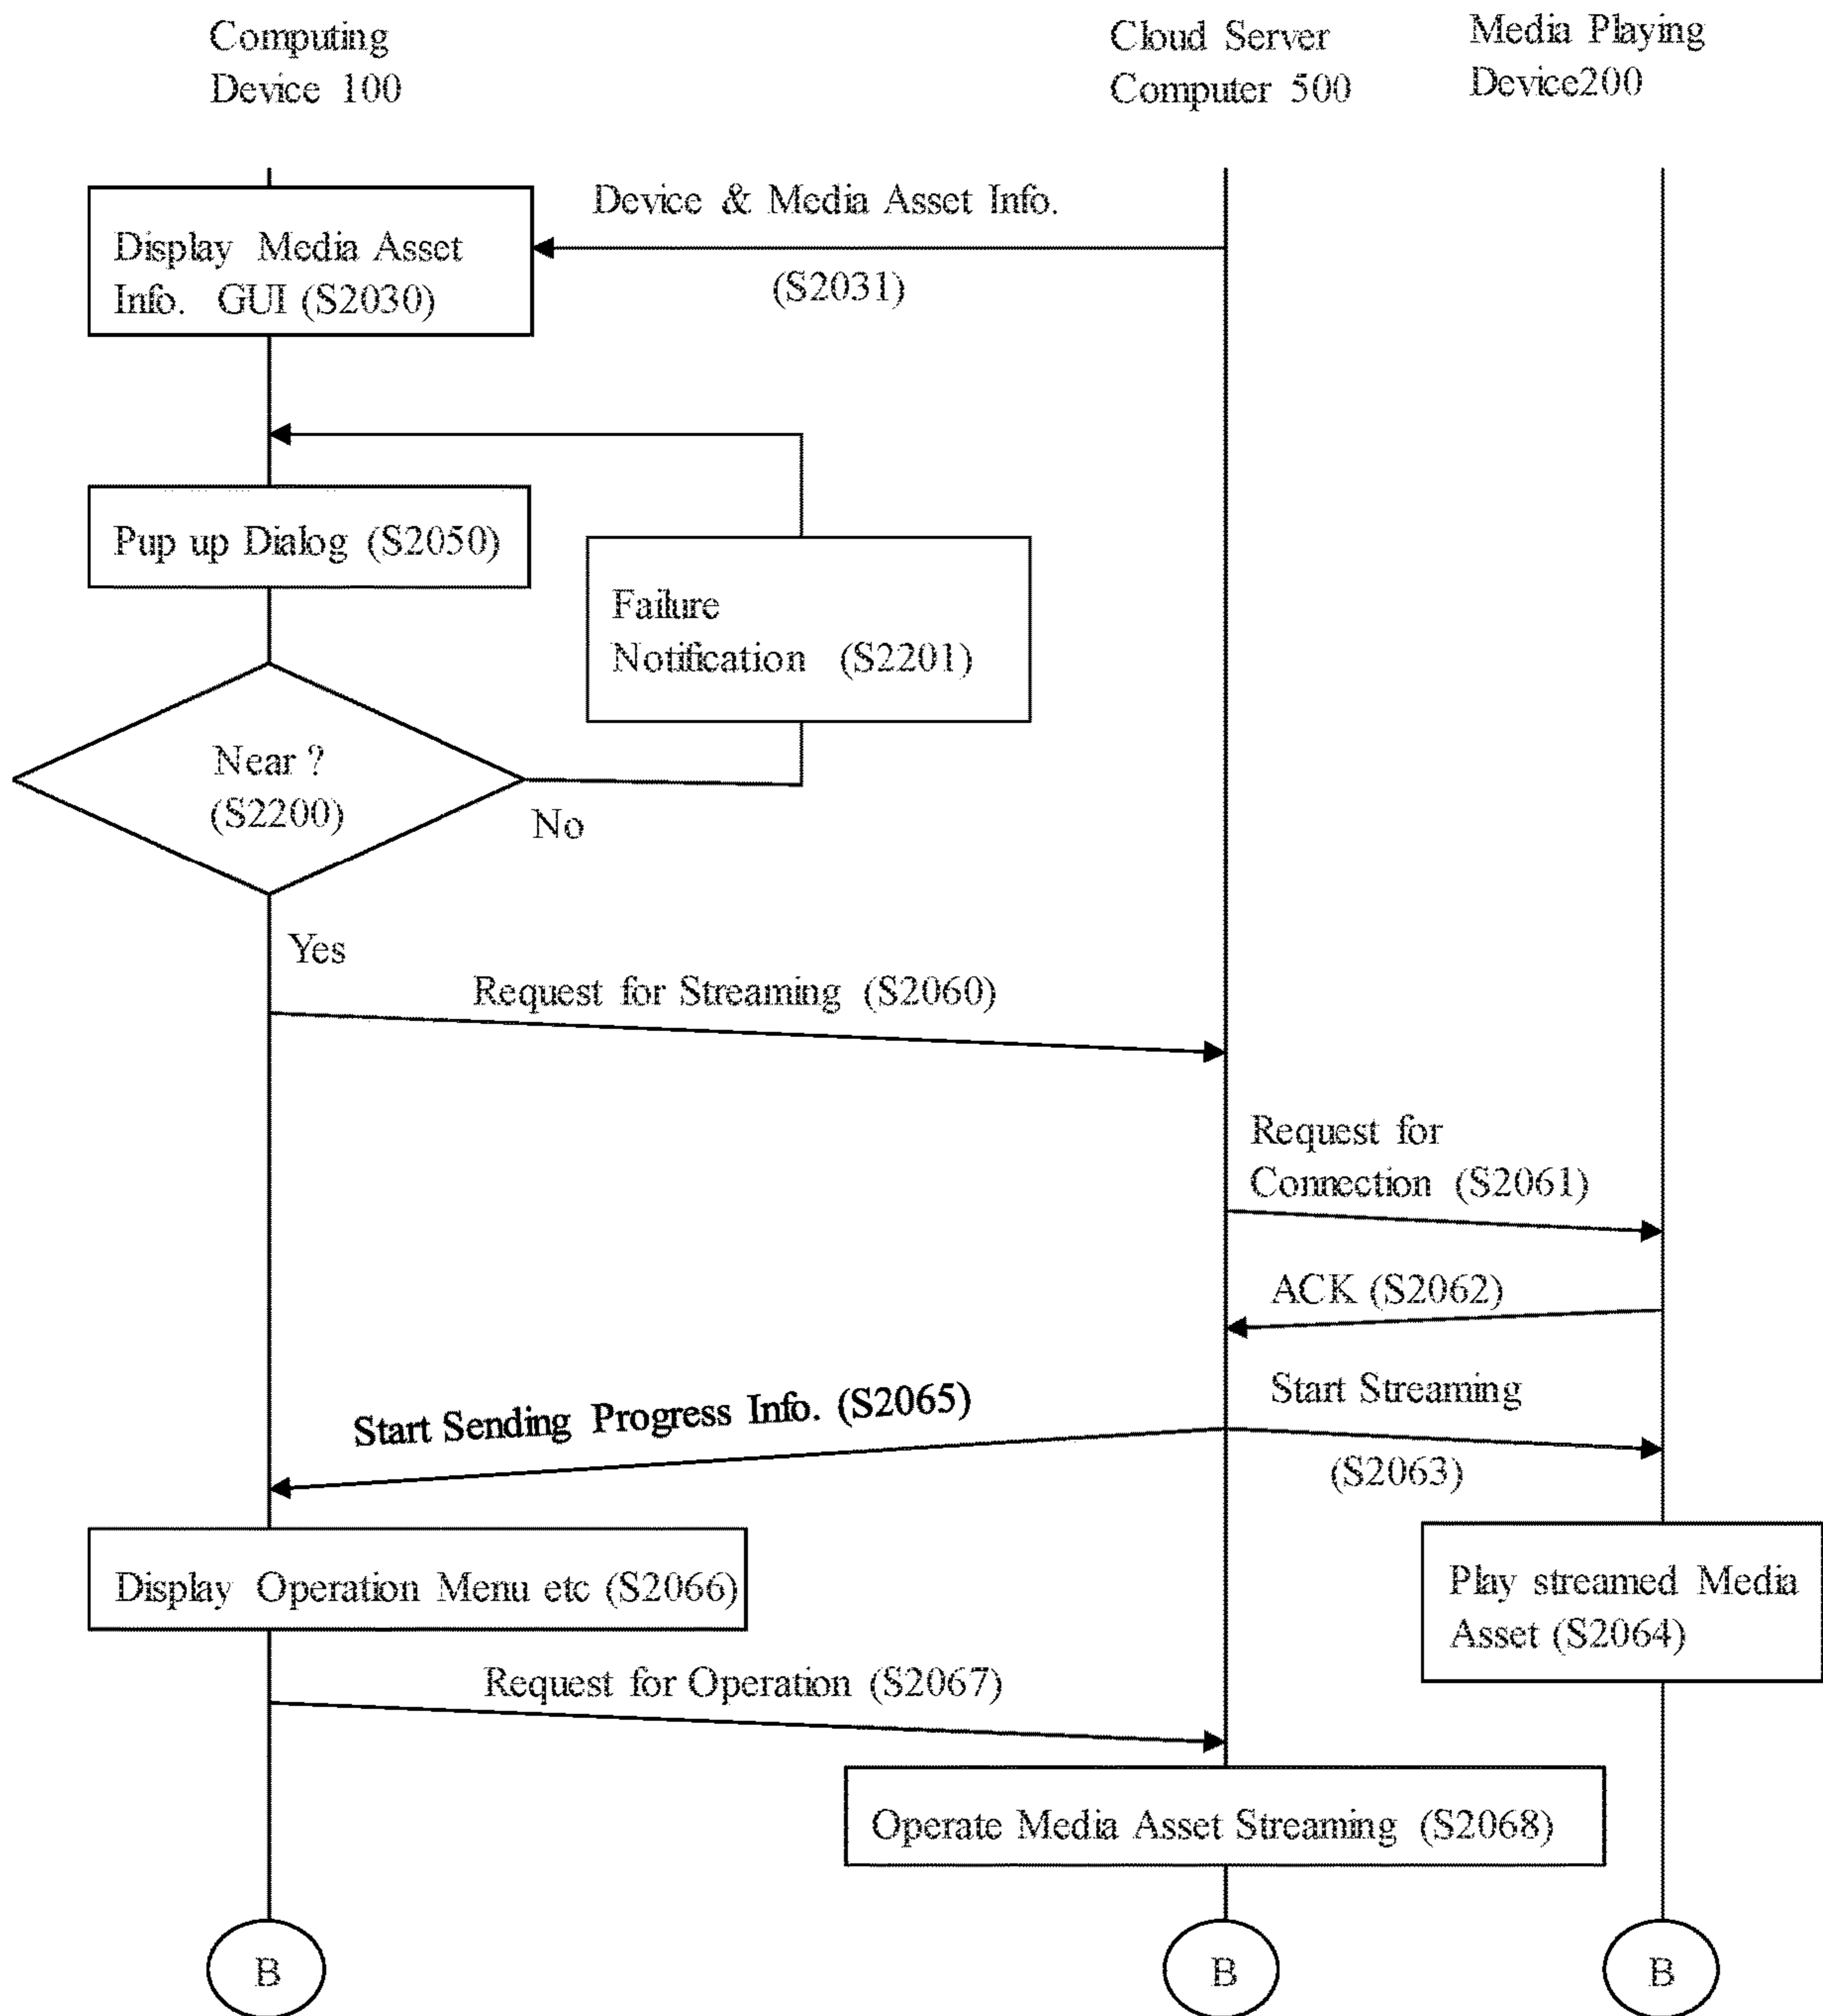 Computing
Device 100
Cloud Server
Computer 500
Media Playing
Device200
Device & Media Asset Info.
(S2031)
Display Media Asset
Info. GUI (S2030)
Pup up Dialog (S2050)
Failure
Notification (S2201)
Near ?
(S2200)
No
Yes
Request for Streaming (S2060)
Request for
Connection (S2061)
ACK (S2062)
Start Streaming
(S2063)
Start Sending Progress Info. (S2065)
Display Operation Menu etc (S2066)
Play streamed Media
Asset (S2064)
Request for Operation (S2067)
Operate Media Asset Streaming (S2068)
B
B
B